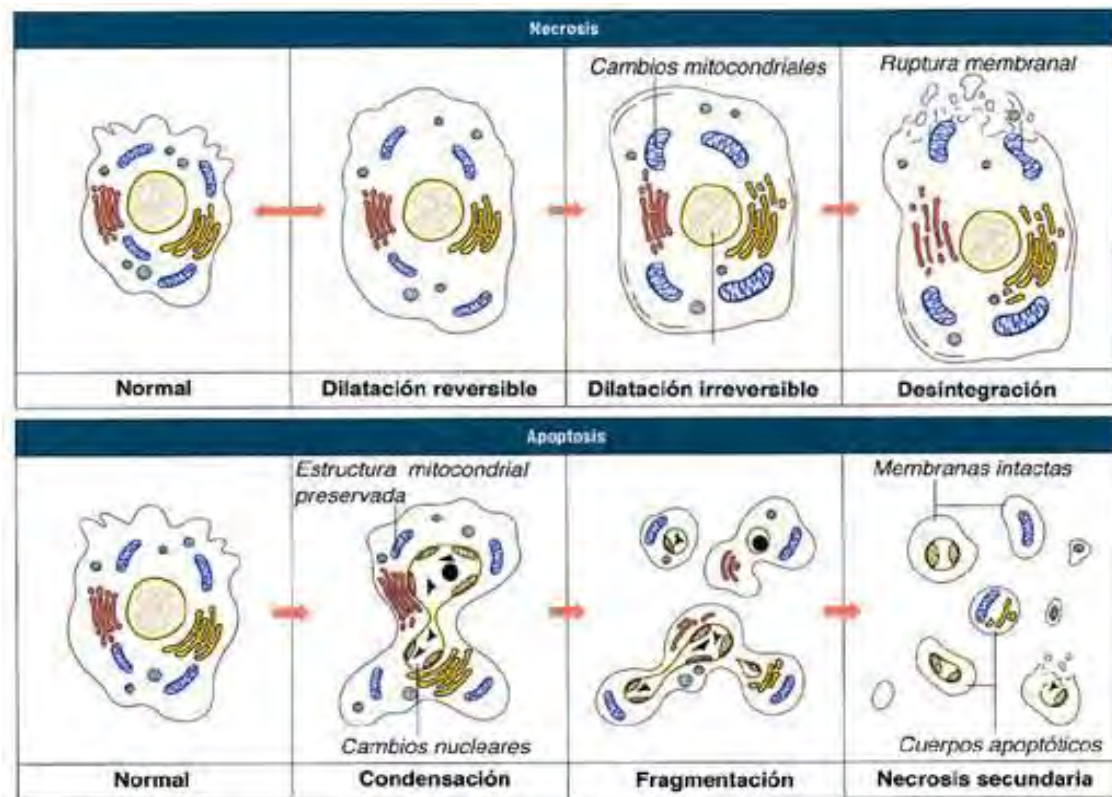 Necrosis
Cambios mitocondriales
Ruptura membranal
Normal
Dilatación reversible
Dilatación irreversible
Desintegración
Apoptosis
Estructura mitocondrial
preservada
Membranas intactas
Cambios nucleares
Cuerpos apoptóticos
Normal
Condensación
Fragmentación
Necrosis secundaria